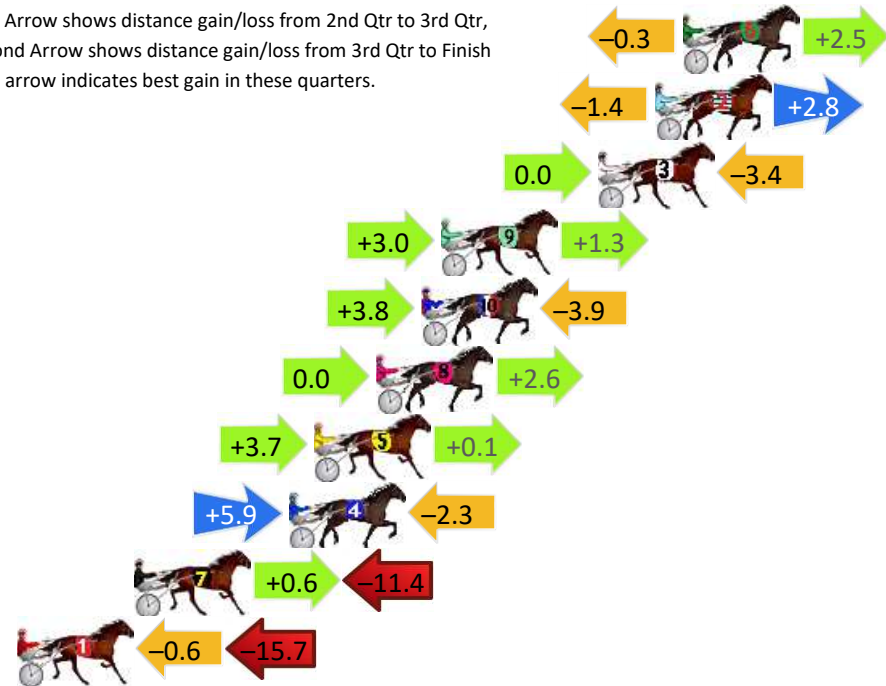 Arrow shows distance gain/loss from 2nd Qtr to 3rd Qtr,
ond Arrow shows distance gain/loss from 3rd Qtr to Finish
arrow indicates best gain in these quarters.
−0.3 6 +2.5
−1.4 2 +2.8
0.0 3 −3.4
+3.0 9 +1.3
+3.8 10 −3.9
0.0 8 +2.6
+3.7 5 +0.1
+5.9 4 −2.3
7 +0.6 −11.4
1 −0.6 −15.7